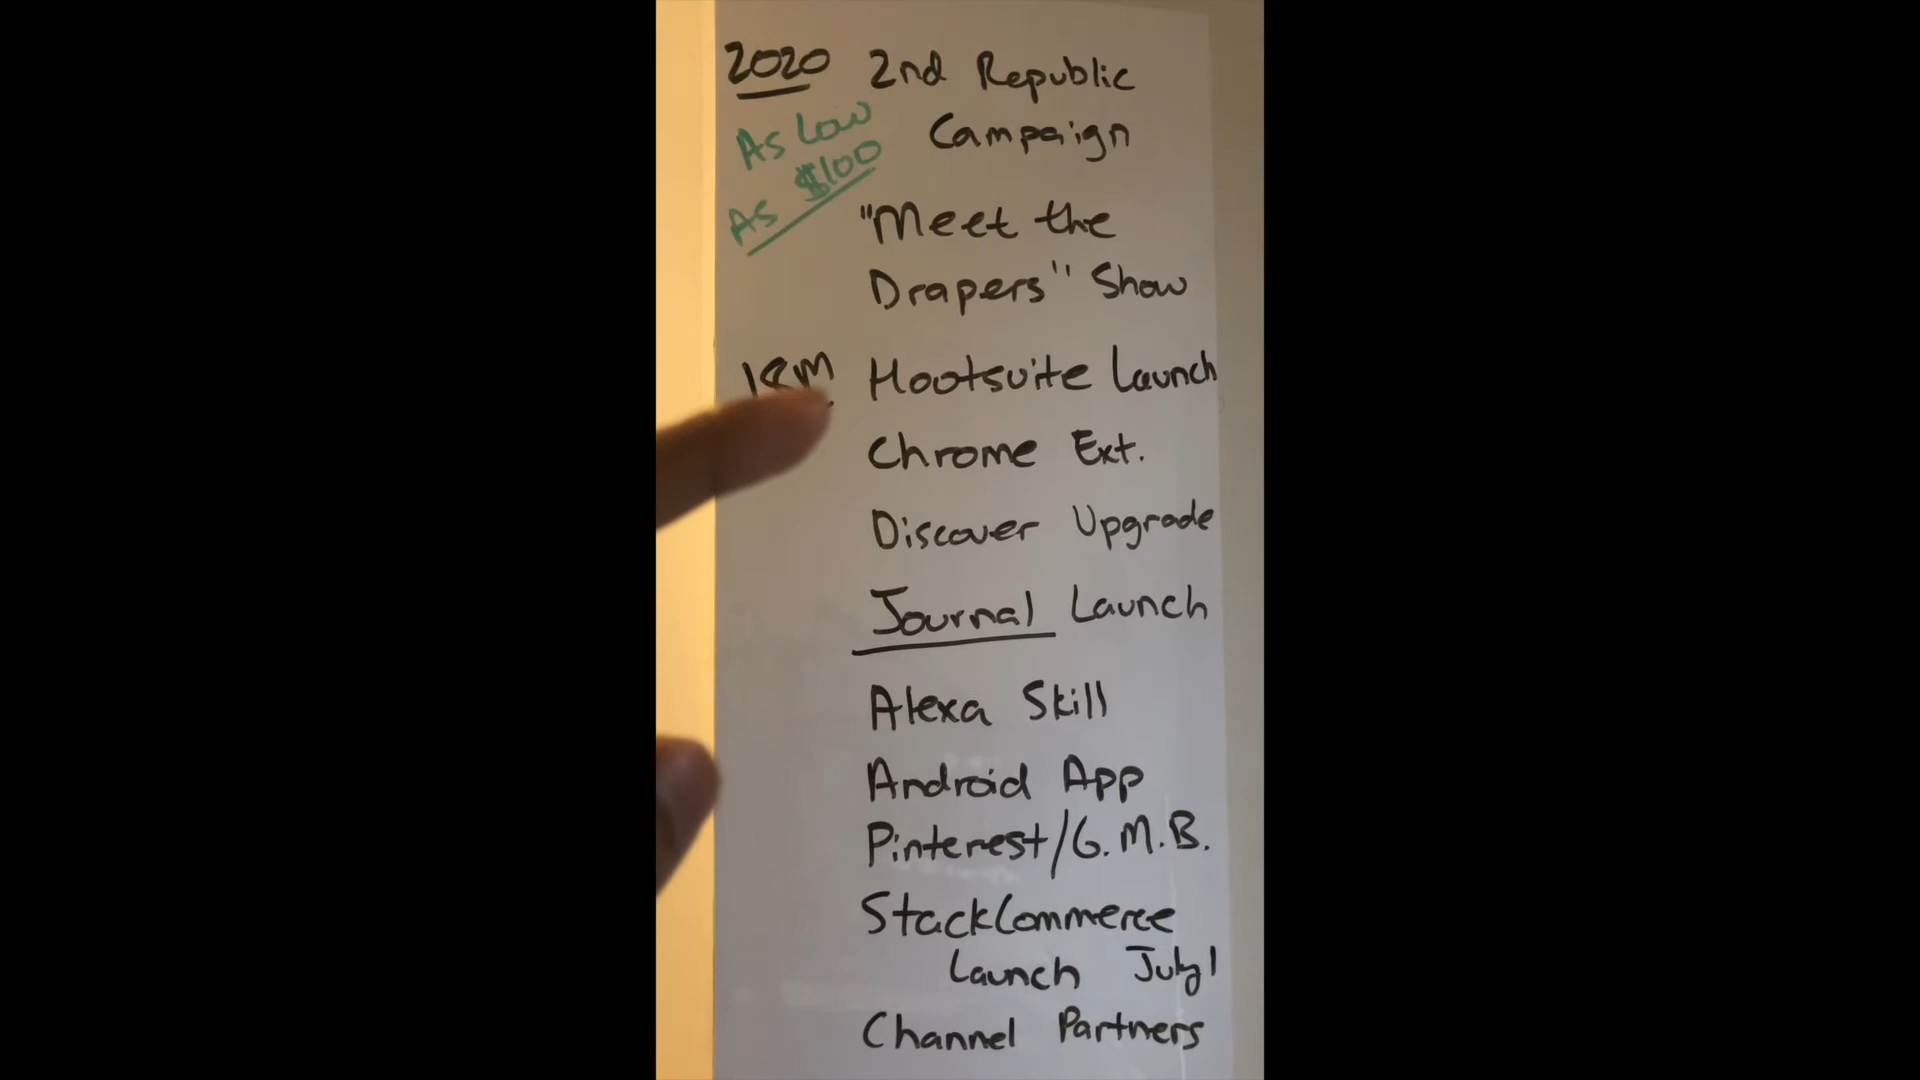 2020 2nd Republic
Campaign
As Low
As $100
"Meet the
Drapers" Show
18M Hootsuite Launch
Chrome Ext.
Discover Upgrade
Journal Launch
Alexa Skill
Android App
Pinterest/G.M.B.
StackCommerce
Launch July 1
Channel Partners